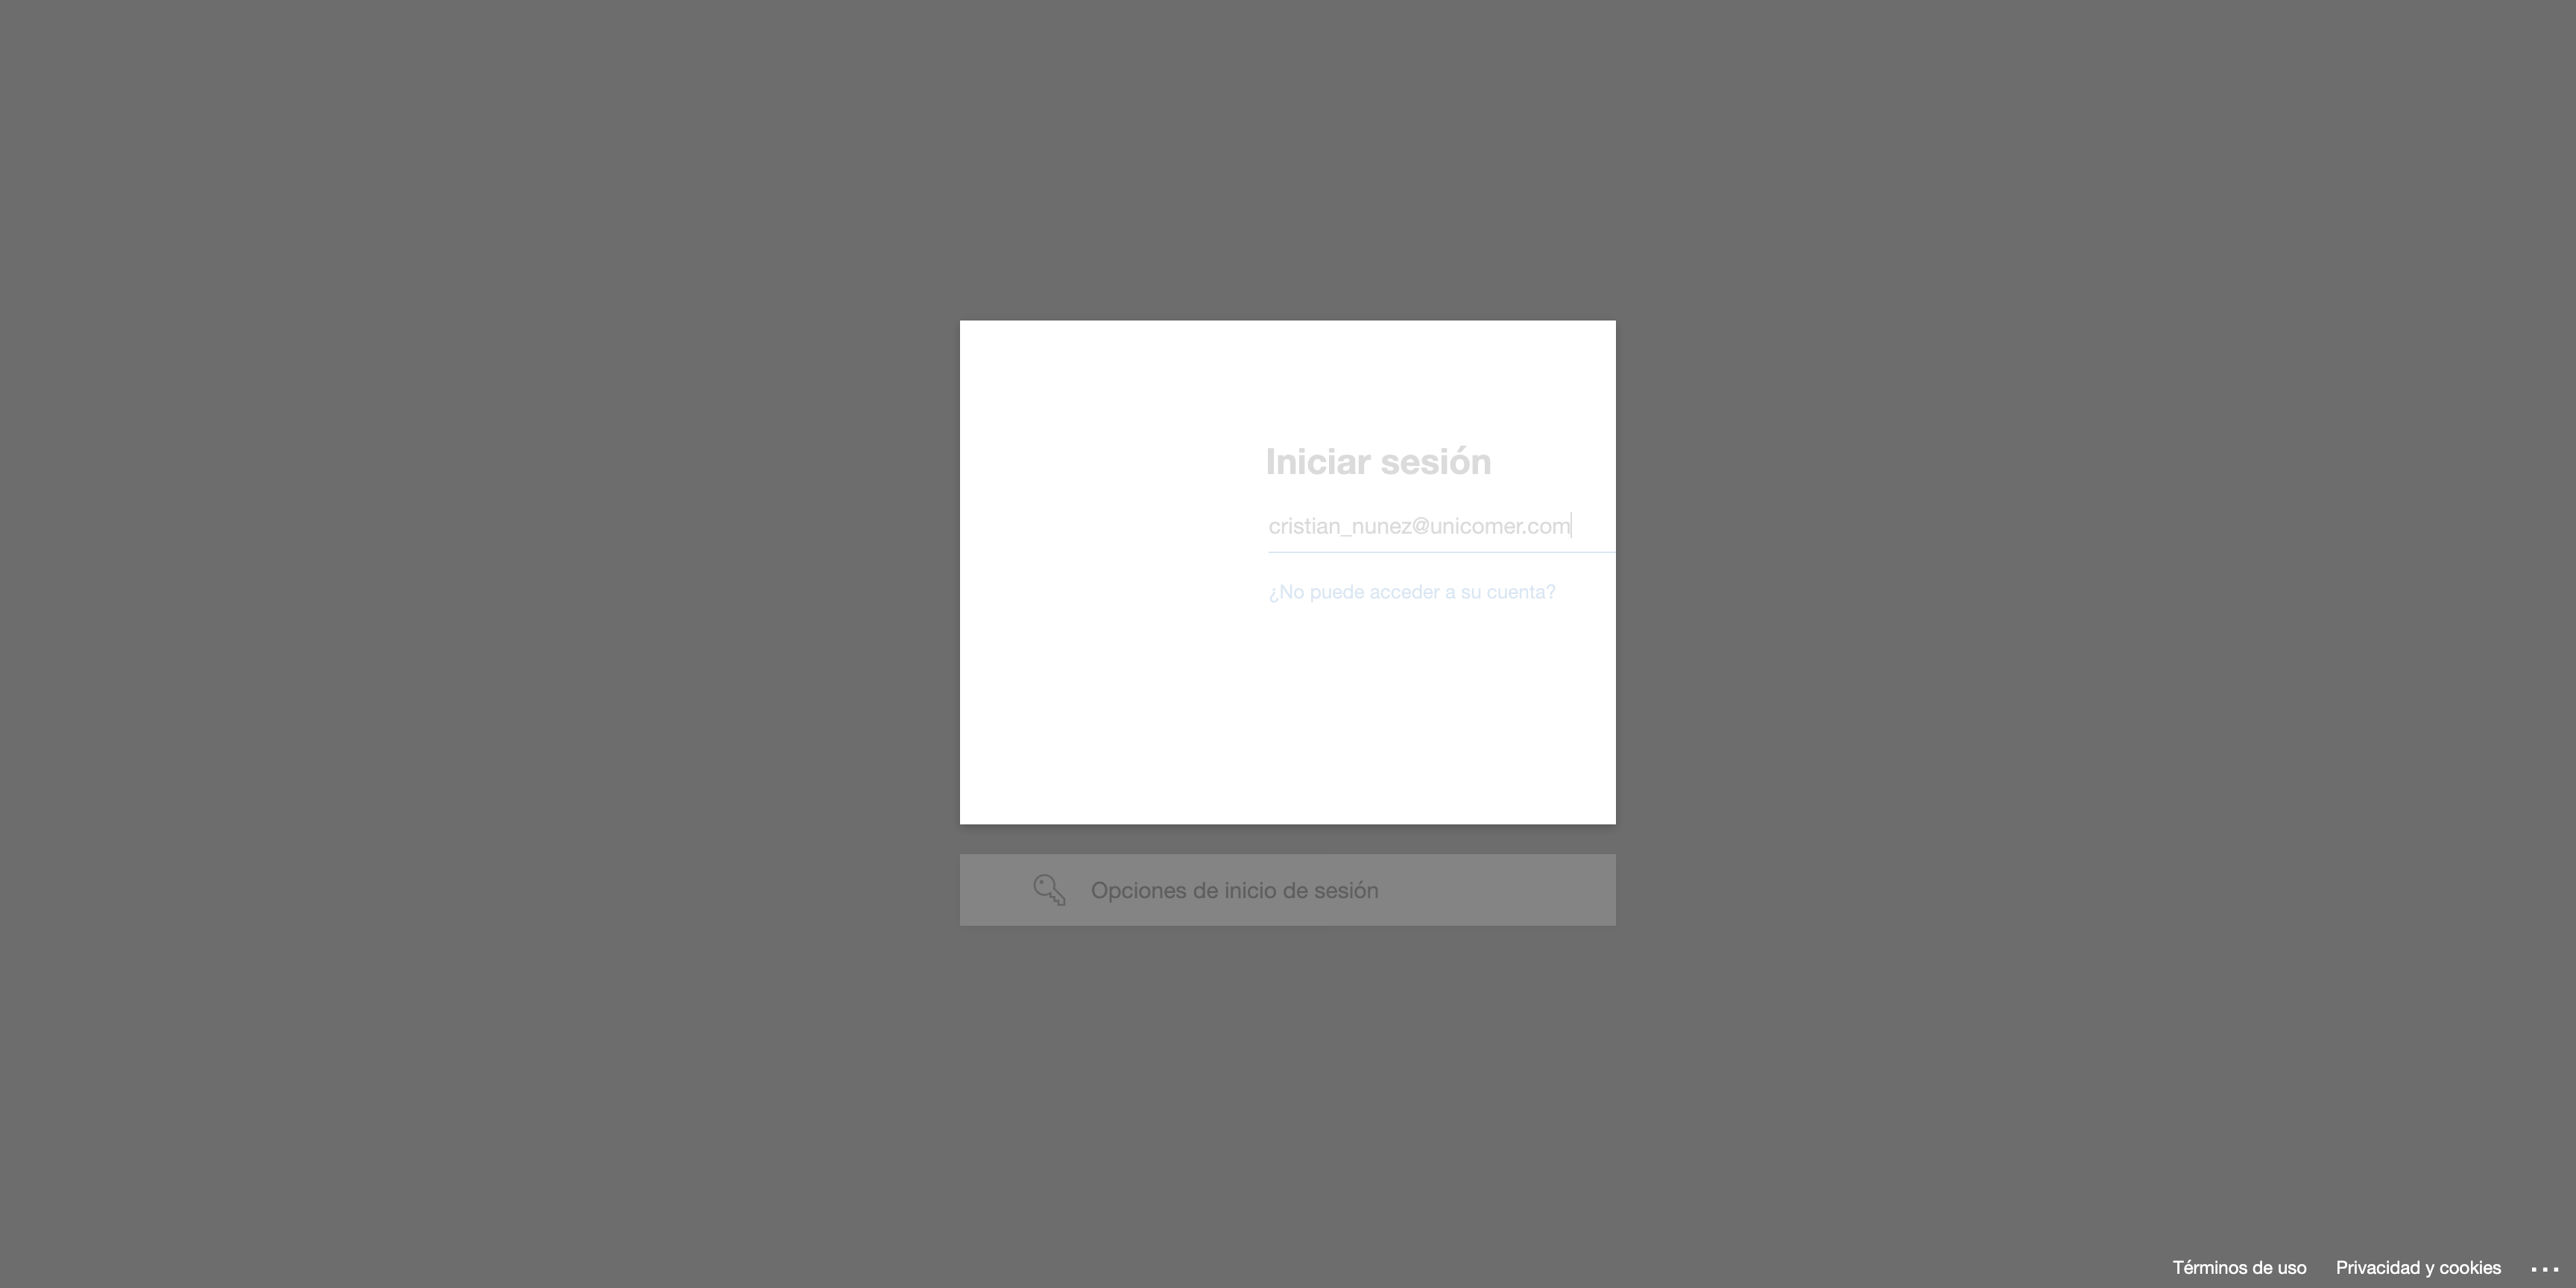 Iniciar sesión
cristian_nunez@unicomer.com
¿No puede acceder a su cuenta?
Opciones de inicio de sesión
Términos de uso Privacidad y cookies ...